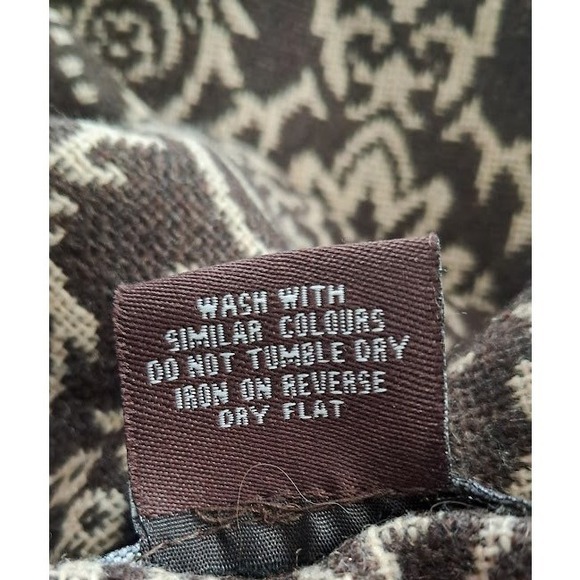 WASH WITH
SIMILAR COLOURS
DO NOT TUMBLE DRY
IRON ON REVERSE
DRY FLAT